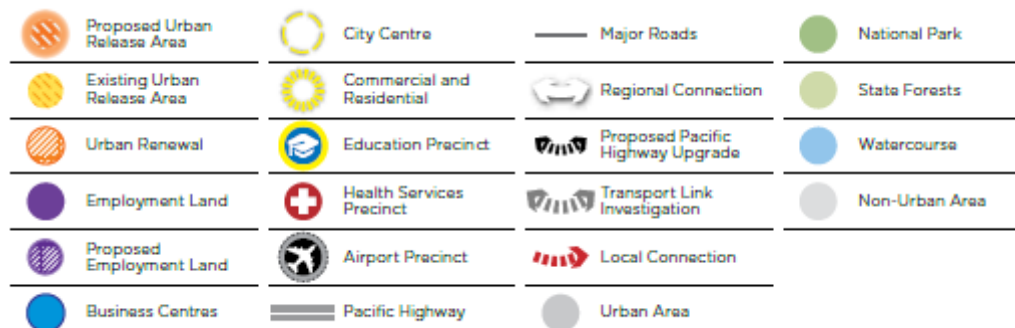 Proposed Urban
Release Area
City Centre
Major Roads
National Park
Existing Urban
Release Area
Commercial and
Residential
Regional Connection
State Forests
Urban Renewal
Education Precinct
Proposed Pacific
Highway Upgrade
Watercourse
Employment Land
Health Services
Precinct
Transport Link
Investigation
Non-Urban Area
Proposed
Employment Land
Airport Precinct
Local Connection
Business Centres
Pacific Highway
Urban Area